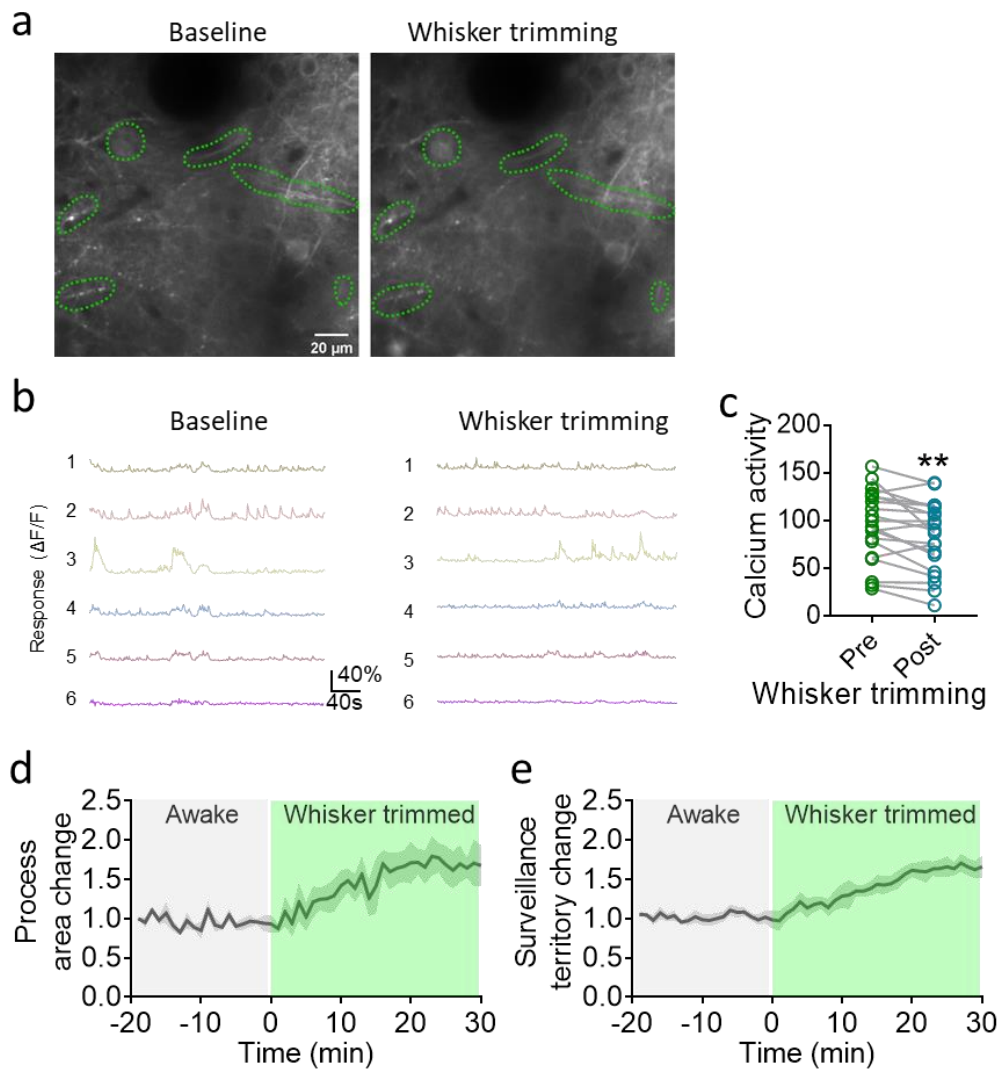 a
Baseline
Whisker trimming
20 µm
b
Baseline
Whisker trimming
Response (ΔF/F)
1
2
3
4
5
6
40%
40s
1
2
3
4
5
6
c
Calcium activity
200
150
100
50
0
**
Pre
Post
Whisker trimming
d
Process
area change
2.5
2.0
1.5
1.0
0.5
0.0
Awake
Whisker trimmed
-20
-10
0
10
20
30
Time (min)
e
Surveillance
territory change
2.5
2.0
1.5
1.0
0.5
0.0
Awake
Whisker trimmed
-20
-10
0
10
20
30
Time (min)